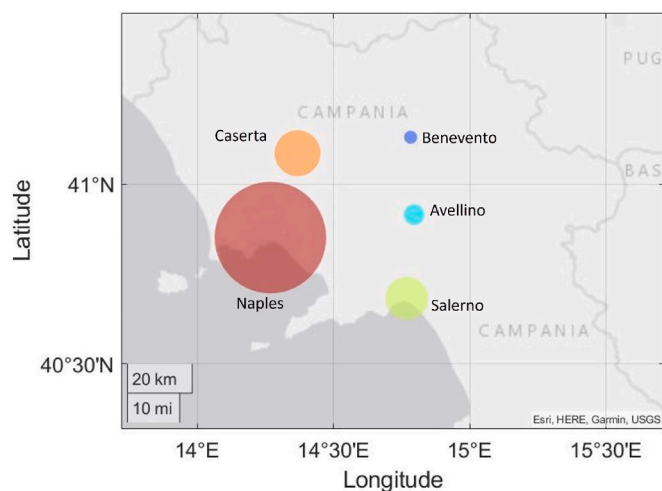 PUG
CAMPANIA
Caserta
Benevento
41°N
BAS
Avellino
Latitude
Naples
Salerno
CAMPANIA
40°30'N
20 km
10 mi
Esri, HERE, Garmin, USGS
14°E
14°30'E
15°E
15°30'E
Longitude